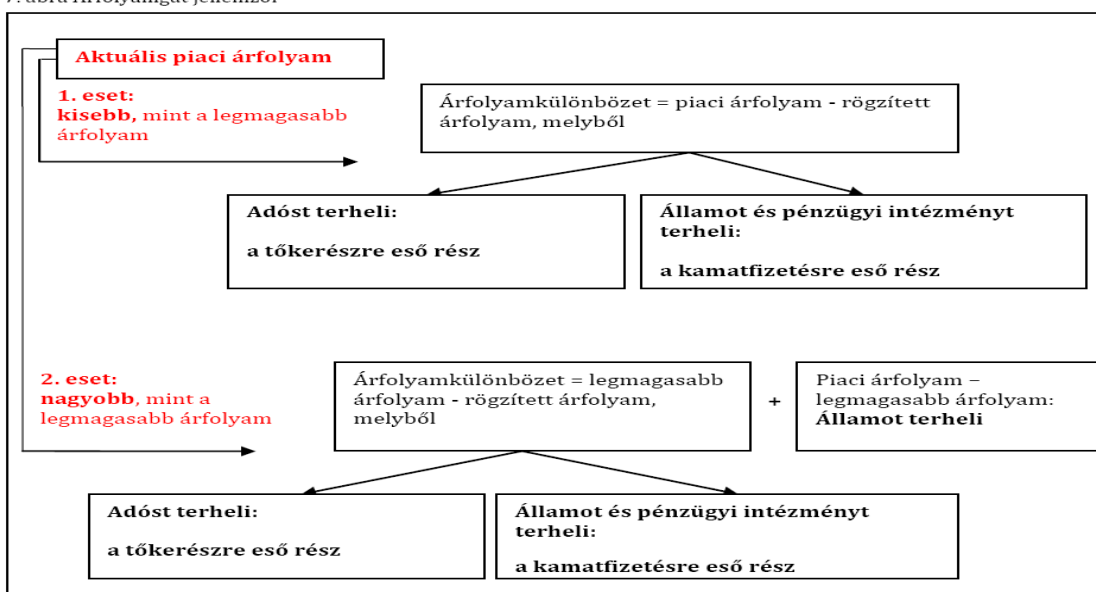 Aktuális piaci árfolyam
1. eset:
kisebb, mint a legmagasabb
árfolyam
Árfolyamkülönbözet = piaci árfolyam - rögzített
árfolyam, melyből
Adóst terheli:
a tőkerészre eső rész
Államot és pénzügyi intézményt
terheli:
a kamatfizetésre eső rész
2. eset:
nagyobb, mint a
legmagasabb árfolyam
Árfolyamkülönbözet = legmagasabb
árfolyam - rögzített árfolyam,
melyből
+
Piaci árfolyam –
legmagasabb árfolyam:
Államot terheli
Adóst terheli:
a tőkerészre eső rész
Államot és pénzügyi intézményt
terheli:
a kamatfizetésre eső rész